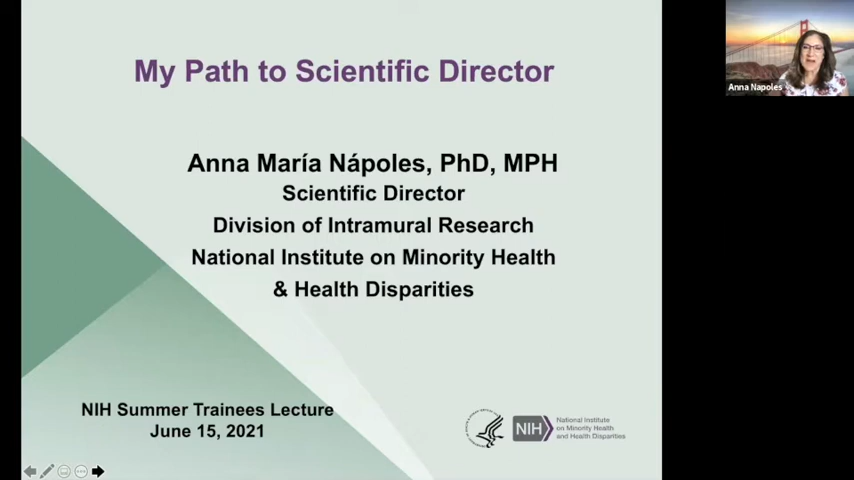 My Path to Scientific Director
Anna María Nápoles, PhD, MPH
Scientific Director
Division of Intramural Research
National Institute on Minority Health
& Health Disparities
NIH Summer Trainees Lecture
June 15, 2021
NIH
National Institute
on Minority Health
and Health Disparities
Anna Napoles